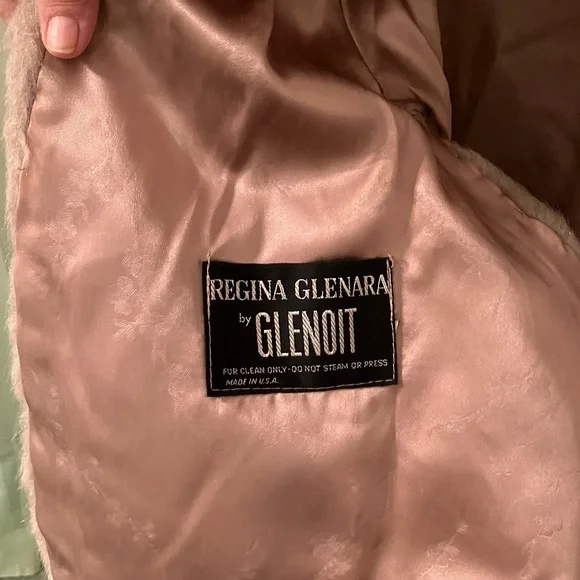 REGINA GLENARA
by GLENOIT
FUR CLEAN ONLY-DO NOT STEAM OR PRESS
MADE IN U.S.A.